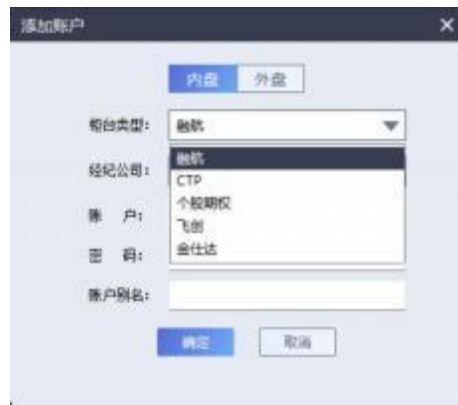 添加账户
内盘 外盘
柜台类型： 融航
经纪公司： 融航
CTP
个股期权
账 户： 飞创
密 码： 金仕达
账户别名：
确定 取消